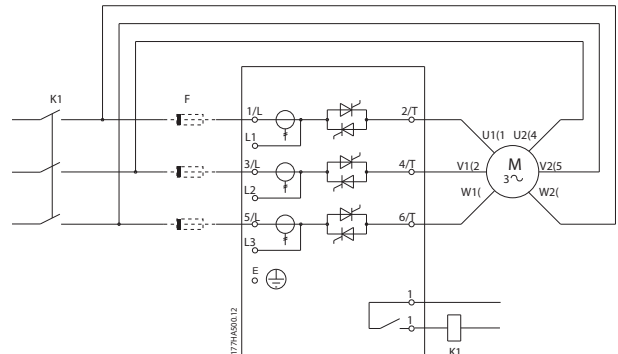 K1
F
1/L
2/T
L1
U1(1 U2(4
3/L
4/T
V1(2
M
3
V2(5
L2
W1(
W2(
5/L
6/T
L3
E
177HA500.12
1
1
K1